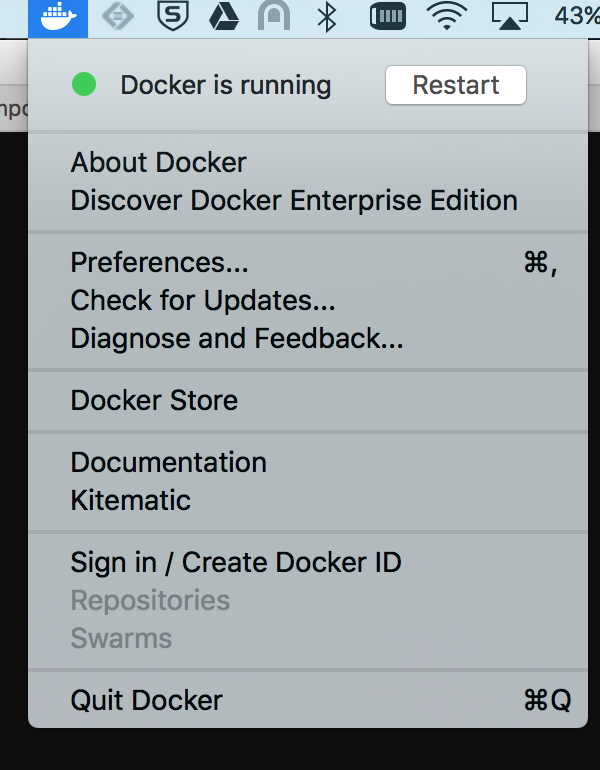 43%
Docker is running
Restart
About Docker
Discover Docker Enterprise Edition
Preferences... ⌘,
Check for Updates...
Diagnose and Feedback...
Docker Store
Documentation
Kitematic
Sign in / Create Docker ID
Repositories
Swarms
Quit Docker ⌘Q